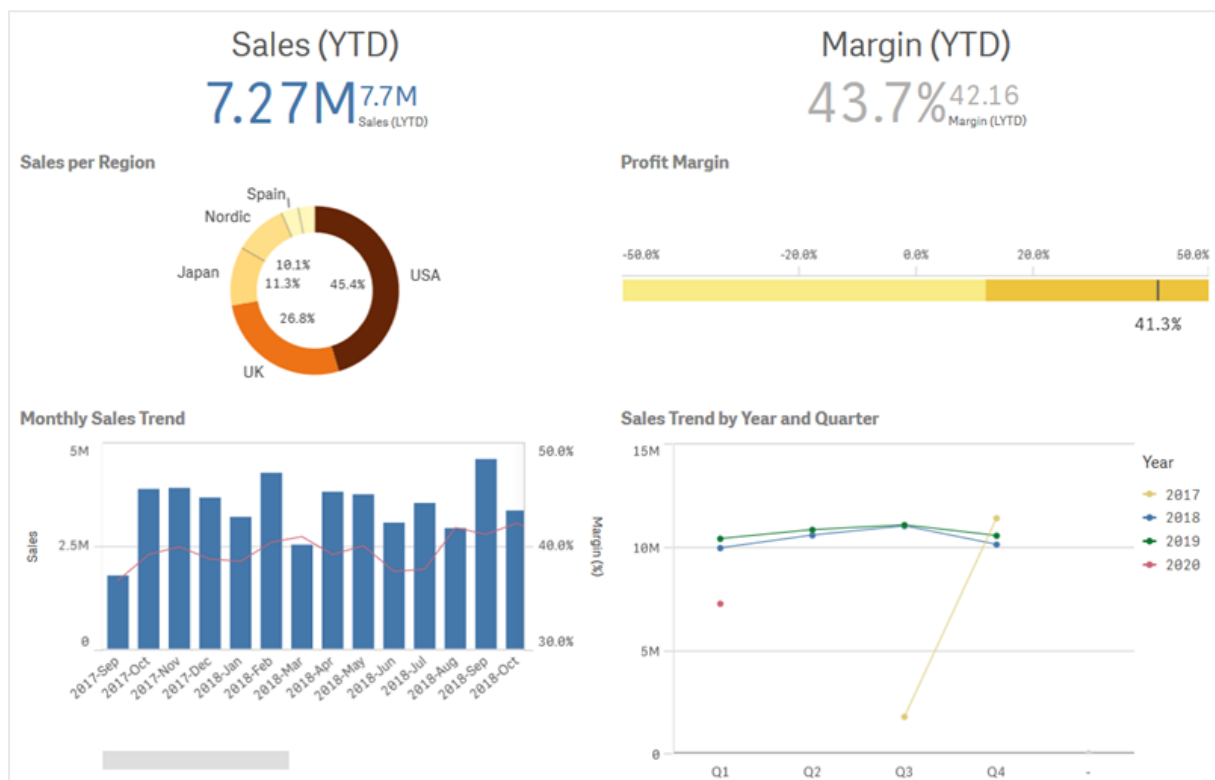 Sales (YTD)
7.27M 7.7M
Sales (LYTD)
Margin (YTD)
43.7% 42.16
Margin (LYTD)
Sales per Region
Spain
Nordic
Japan
USA
UK
10.1%
11.3%
45.4%
26.8%
Profit Margin
-50.0% -20.0% 0.0% 20.0% 50.0%
41.3%
Monthly Sales Trend
Sales
5M
2.5M
0
50.0%
40.0%
30.0%
Margin (%)
2017-Sep 2017-Oct 2017-Nov 2017-Dec 2018-Jan 2018-Feb 2018-Mar 2018-Apr 2018-May 2018-Jun 2018-Jul 2018-Aug 2018-Sep 2018-Oct
Sales Trend by Year and Quarter
15M
10M
5M
0
Q1 Q2 Q3 Q4 -
Year
2017
2018
2019
2020